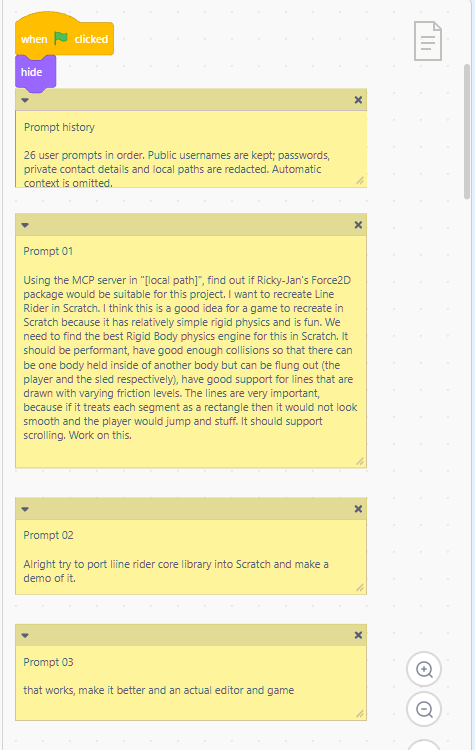 when clicked
hide
Prompt history
26 user prompts in order. Public usernames are kept; passwords,
private contact details and local paths are redacted. Automatic
context is omitted.
Prompt 01
Using the MCP server in "[local path]", find out if Ricky-Jan's Force2D
package would be suitable for this project. I want to recreate Line
Rider in Scratch. I think this is a good idea for a game to recreate in
Scratch because it has relatively simple rigid physics and is fun. We
need to find the best Rigid Body physics engine for this in Scratch. It
should be performant, have good enough collisions so that there can
be one body held inside of another body but can be flung out (the
player and the sled respectively), have good support for lines that are
drawn with varying friction levels. The lines are very important,
because if it treats each segment as a rectangle then it would not look
smooth and the player would jump and stuff. It should support
scrolling. Work on this.
Prompt 02
Alright try to port liine rider core library into Scratch and make a
demo of it.
Prompt 03
that works, make it better and an actual editor and game